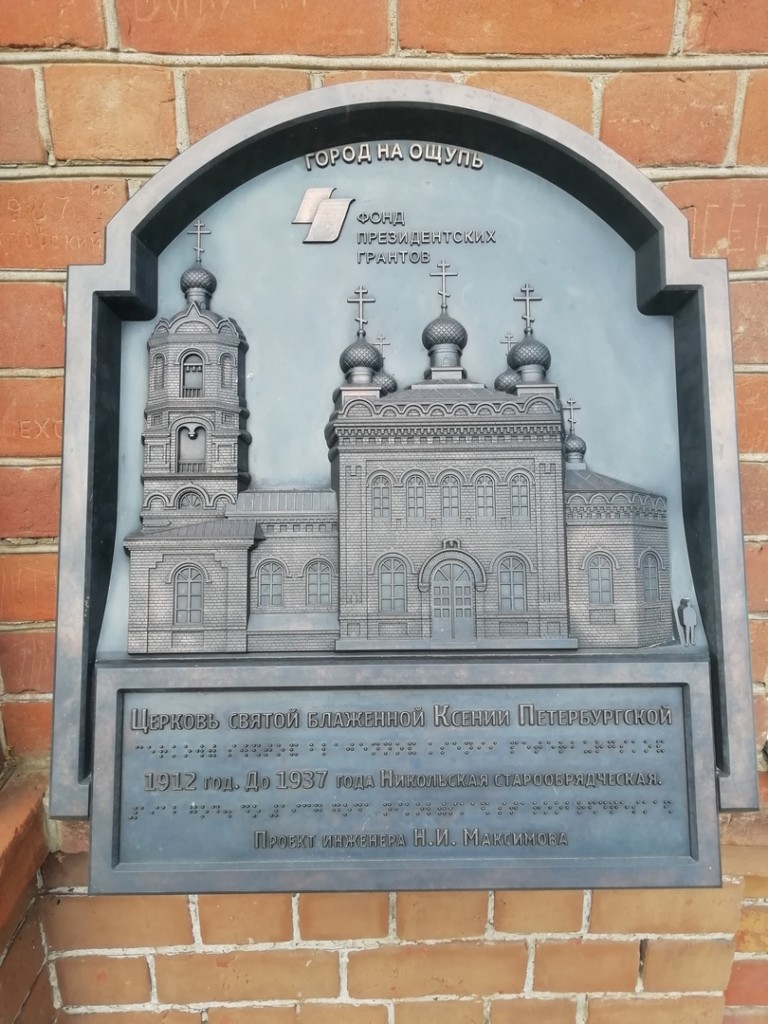 ГОРОД НА ОЩУПЬ
ФОНД
ПРЕЗИДЕНТСКИХ
ГРАНТОВ
Церковь святой блаженной Ксении Петербургской
1912 год. До 1937 года Никольская старообрядческая.
Проект инженера Н.И. Максимова